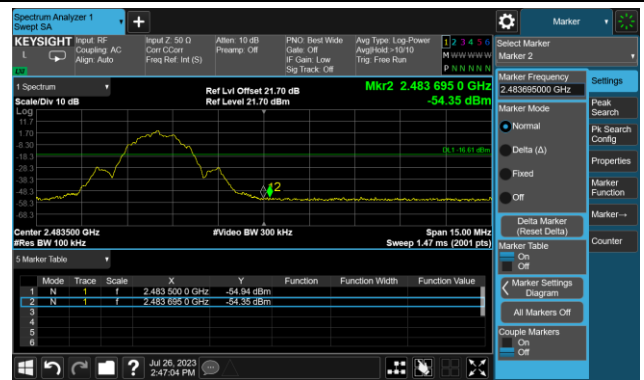 Spectrum Analyzer 1
Swept SA
+
Marker
KEYSIGHT
L
LW
Input: RF
Coupling: AC
Align: Auto
Input Z: 50 Ω
Corr CCorr
Freq Ref: Int (S)
Atten: 10 dB
Preamp: Off
PNO: Best Wide
Gate: Off
IF Gain: Low
Sig Track: Off
Avg Type: Log-Power
Avg|Hold:>10/10
Trig: Free Run
1 2 3 4 5 6
M W W W W W
P N N N N N
1 Spectrum
Scale/Div 10 dB
Ref Lvl Offset 21.70 dB
Ref Level 21.70 dBm
Mkr2 2.483 695 0 GHz
-54.35 dBm
Log
11.7
1.70
-8.30
-18.3
-28.3
-38.3
-48.3
-58.3
-68.3
DL1 -16.61 dBm
12
Center 2.483500 GHz
#Res BW 100 kHz
#Video BW 300 kHz
Span 15.00 MHz
Sweep 1.47 ms (2001 pts)
5 Marker Table
Mode Trace Scale X Y Function Function Width Function Value
1 N 1 f 2.483 500 0 GHz -54.94 dBm
2 N 1 f 2.483 695 0 GHz -54.35 dBm
3
4
5
6
Select Marker
Marker 2
Marker Frequency
2.483695000 GHz
Marker Mode
Normal
Delta (Δ)
Fixed
Off
Delta Marker
(Reset Delta)
Marker Table
On
Off
Marker Settings
Diagram
All Markers Off
Couple Markers
On
Off
Settings
Peak
Search
Pk Search
Config
Properties
Marker
Function
Marker→
Counter
?
Jul 26, 2023
2:47:04 PM